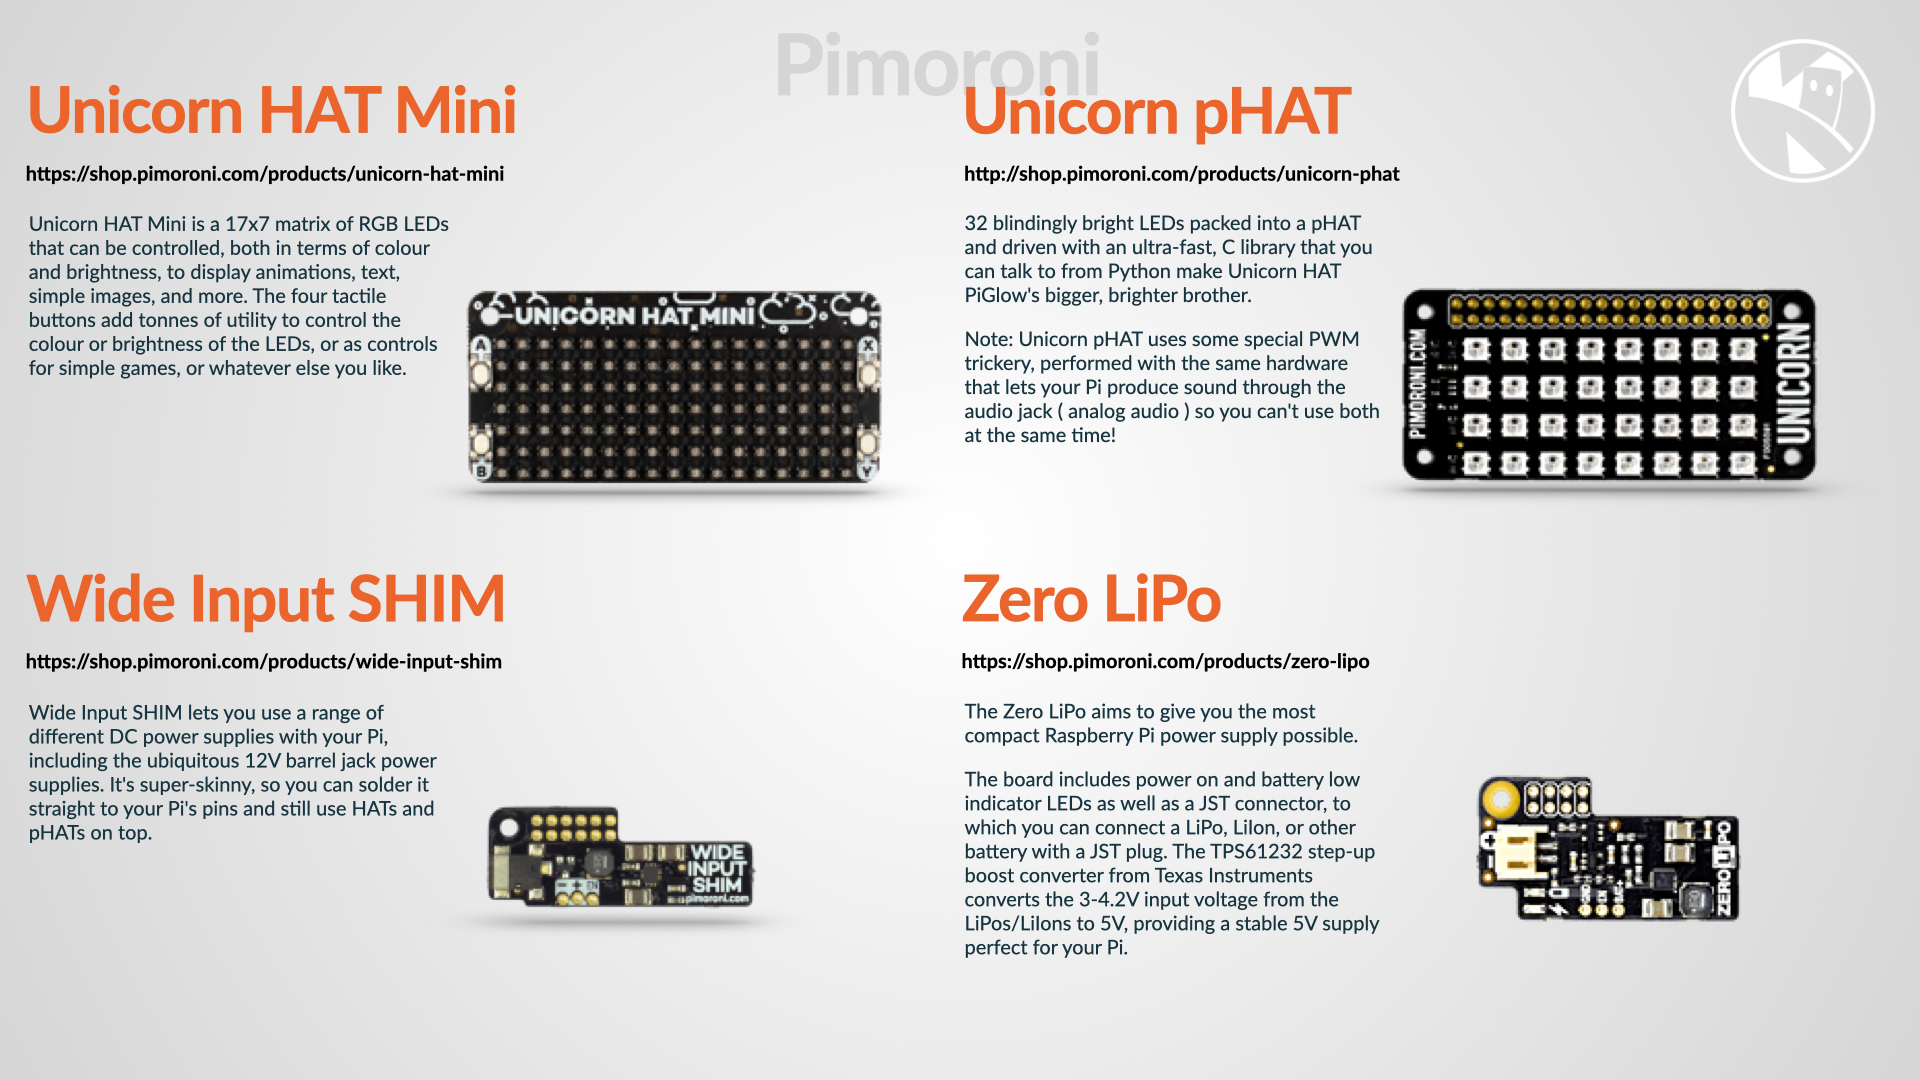 Pimoroni
Unicorn HAT Mini
https://shop.pimoroni.com/products/unicorn-hat-mini
Unicorn HAT Mini is a 17x7 matrix of RGB LEDs
that can be controlled, both in terms of colour
and brightness, to display animations, text,
simple images, and more. The four tactile
buttons add tonnes of utility to control the
colour or brightness of the LEDs, or as controls
for simple games, or whatever else you like.
UNICORN HAT MINI
A
X
B
Y
Unicorn pHAT
http://shop.pimoroni.com/products/unicorn-phat
32 blindingly bright LEDs packed into a pHAT
and driven with an ultra-fast, C library that you
can talk to from Python make Unicorn HAT
PiGlow's bigger, brighter brother.
Note: Unicorn pHAT uses some special PWM
trickery, performed with the same hardware
that lets your Pi produce sound through the
audio jack ( analog audio ) so you can't use both
at the same time!
PIMORONI.COM
UNICORN
Wide Input SHIM
https://shop.pimoroni.com/products/wide-input-shim
Wide Input SHIM lets you use a range of
different DC power supplies with your Pi,
including the ubiquitous 12V barrel jack power
supplies. It's super-skinny, so you can solder it
straight to your Pi's pins and still use HATs and
pHATs on top.
WIDE
INPUT
SHIM
pimoroni.com
- + EN
Zero LiPo
https://shop.pimoroni.com/products/zero-lipo
The Zero LiPo aims to give you the most
compact Raspberry Pi power supply possible.
The board includes power on and battery low
indicator LEDs as well as a JST connector, to
which you can connect a LiPo, LiIon, or other
battery with a JST plug. The TPS61232 step-up
boost converter from Texas Instruments
converts the 3-4.2V input voltage from the
LiPos/LiIons to 5V, providing a stable 5V supply
perfect for your Pi.
ZERO LIPO